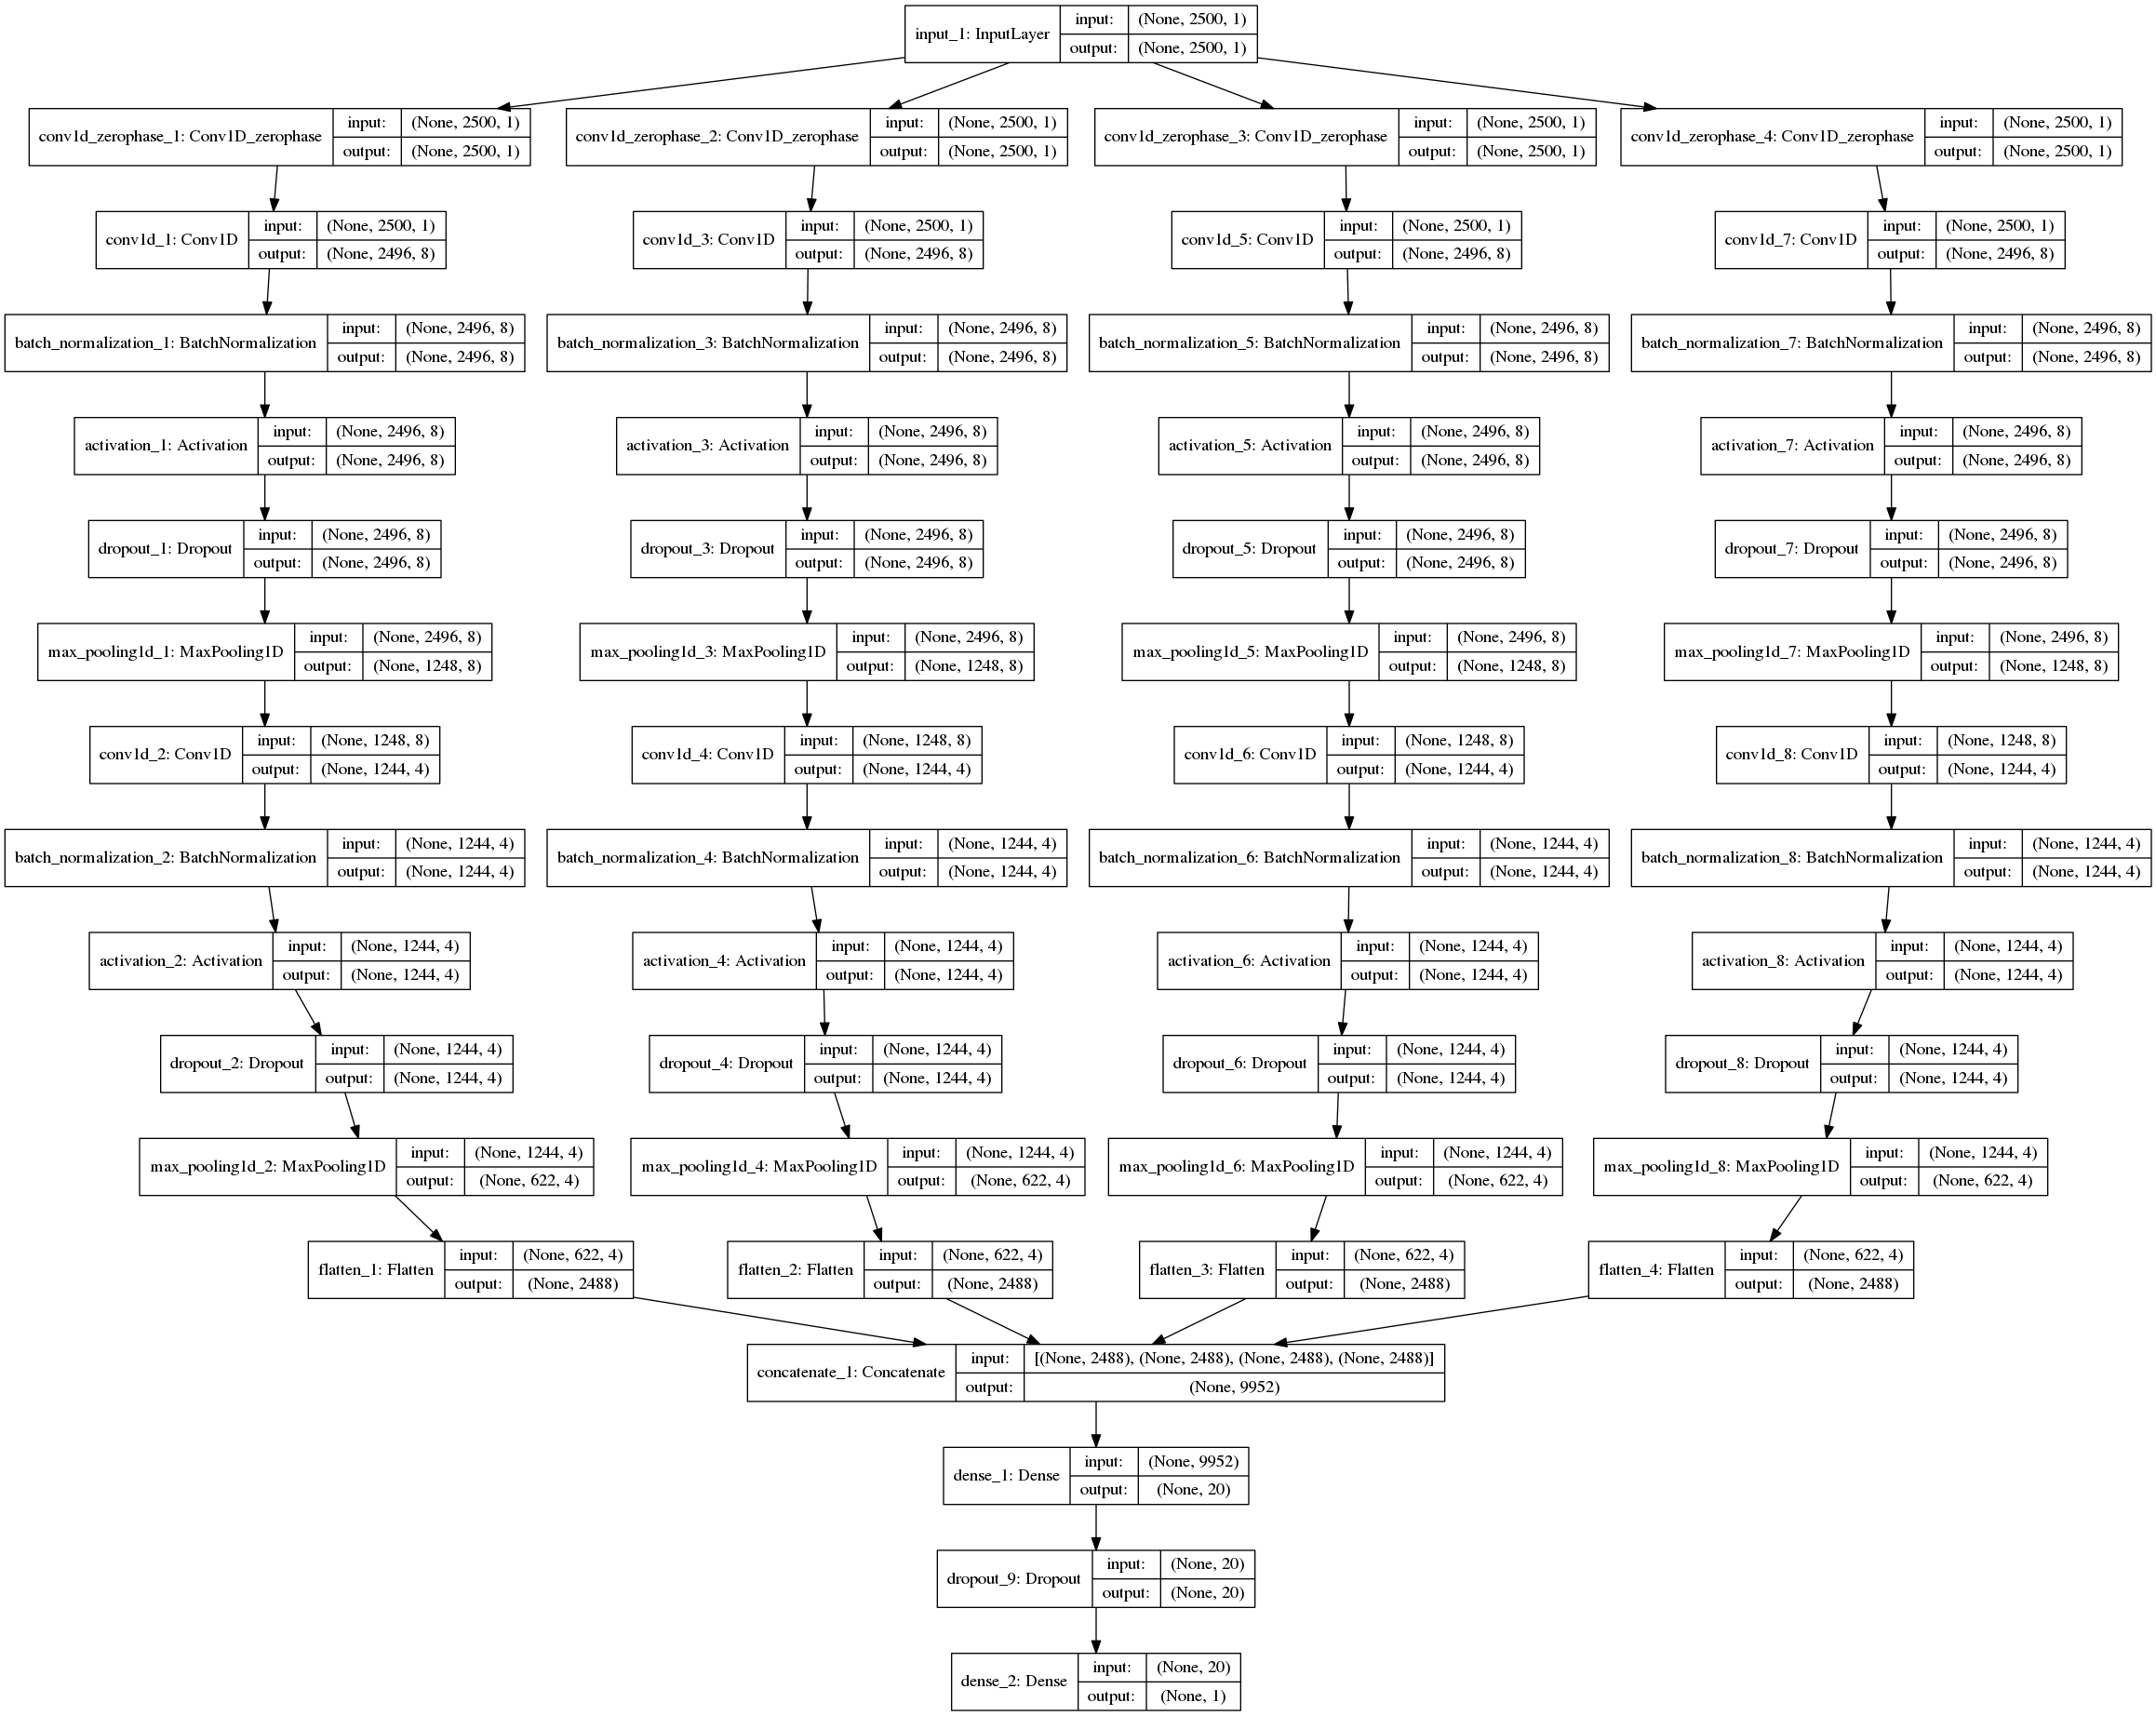 input_1: InputLayer
input: (None, 2500, 1)
output: (None, 2500, 1)
conv1d_zerophase_1: Conv1D_zerophase
input: (None, 2500, 1)
output: (None, 2500, 1)
conv1d_zerophase_2: Conv1D_zerophase
input: (None, 2500, 1)
output: (None, 2500, 1)
conv1d_zerophase_3: Conv1D_zerophase
input: (None, 2500, 1)
output: (None, 2500, 1)
conv1d_zerophase_4: Conv1D_zerophase
input: (None, 2500, 1)
output: (None, 2500, 1)
conv1d_1: Conv1D
input: (None, 2500, 1)
output: (None, 2496, 8)
conv1d_3: Conv1D
input: (None, 2500, 1)
output: (None, 2496, 8)
conv1d_5: Conv1D
input: (None, 2500, 1)
output: (None, 2496, 8)
conv1d_7: Conv1D
input: (None, 2500, 1)
output: (None, 2496, 8)
batch_normalization_1: BatchNormalization
input: (None, 2496, 8)
output: (None, 2496, 8)
batch_normalization_3: BatchNormalization
input: (None, 2496, 8)
output: (None, 2496, 8)
batch_normalization_5: BatchNormalization
input: (None, 2496, 8)
output: (None, 2496, 8)
batch_normalization_7: BatchNormalization
input: (None, 2496, 8)
output: (None, 2496, 8)
activation_1: Activation
input: (None, 2496, 8)
output: (None, 2496, 8)
activation_3: Activation
input: (None, 2496, 8)
output: (None, 2496, 8)
activation_5: Activation
input: (None, 2496, 8)
output: (None, 2496, 8)
activation_7: Activation
input: (None, 2496, 8)
output: (None, 2496, 8)
dropout_1: Dropout
input: (None, 2496, 8)
output: (None, 2496, 8)
dropout_3: Dropout
input: (None, 2496, 8)
output: (None, 2496, 8)
dropout_5: Dropout
input: (None, 2496, 8)
output: (None, 2496, 8)
dropout_7: Dropout
input: (None, 2496, 8)
output: (None, 2496, 8)
max_pooling1d_1: MaxPooling1D
input: (None, 2496, 8)
output: (None, 1248, 8)
max_pooling1d_3: MaxPooling1D
input: (None, 2496, 8)
output: (None, 1248, 8)
max_pooling1d_5: MaxPooling1D
input: (None, 2496, 8)
output: (None, 1248, 8)
max_pooling1d_7: MaxPooling1D
input: (None, 2496, 8)
output: (None, 1248, 8)
conv1d_2: Conv1D
input: (None, 1248, 8)
output: (None, 1244, 4)
conv1d_4: Conv1D
input: (None, 1248, 8)
output: (None, 1244, 4)
conv1d_6: Conv1D
input: (None, 1248, 8)
output: (None, 1244, 4)
conv1d_8: Conv1D
input: (None, 1248, 8)
output: (None, 1244, 4)
batch_normalization_2: BatchNormalization
input: (None, 1244, 4)
output: (None, 1244, 4)
batch_normalization_4: BatchNormalization
input: (None, 1244, 4)
output: (None, 1244, 4)
batch_normalization_6: BatchNormalization
input: (None, 1244, 4)
output: (None, 1244, 4)
batch_normalization_8: BatchNormalization
input: (None, 1244, 4)
output: (None, 1244, 4)
activation_2: Activation
input: (None, 1244, 4)
output: (None, 1244, 4)
activation_4: Activation
input: (None, 1244, 4)
output: (None, 1244, 4)
activation_6: Activation
input: (None, 1244, 4)
output: (None, 1244, 4)
activation_8: Activation
input: (None, 1244, 4)
output: (None, 1244, 4)
dropout_2: Dropout
input: (None, 1244, 4)
output: (None, 1244, 4)
dropout_4: Dropout
input: (None, 1244, 4)
output: (None, 1244, 4)
dropout_6: Dropout
input: (None, 1244, 4)
output: (None, 1244, 4)
dropout_8: Dropout
input: (None, 1244, 4)
output: (None, 1244, 4)
max_pooling1d_2: MaxPooling1D
input: (None, 1244, 4)
output: (None, 622, 4)
max_pooling1d_4: MaxPooling1D
input: (None, 1244, 4)
output: (None, 622, 4)
max_pooling1d_6: MaxPooling1D
input: (None, 1244, 4)
output: (None, 622, 4)
max_pooling1d_8: MaxPooling1D
input: (None, 1244, 4)
output: (None, 622, 4)
flatten_1: Flatten
input: (None, 622, 4)
output: (None, 2488)
flatten_2: Flatten
input: (None, 622, 4)
output: (None, 2488)
flatten_3: Flatten
input: (None, 622, 4)
output: (None, 2488)
flatten_4: Flatten
input: (None, 622, 4)
output: (None, 2488)
concatenate_1: Concatenate
input: [(None, 2488), (None, 2488), (None, 2488), (None, 2488)]
output: (None, 9952)
dense_1: Dense
input: (None, 9952)
output: (None, 20)
dropout_9: Dropout
input: (None, 20)
output: (None, 20)
dense_2: Dense
input: (None, 20)
output: (None, 1)